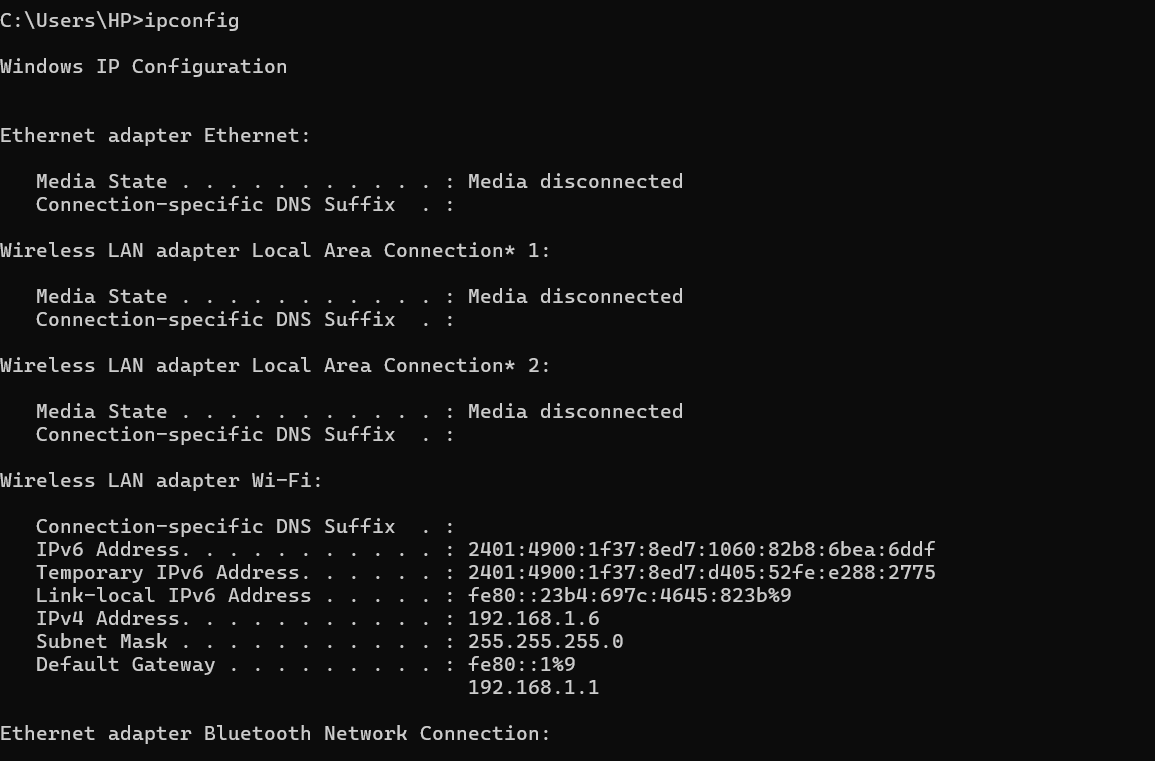 C:\Users\HP>ipconfig
Windows IP Configuration
Ethernet adapter Ethernet:
   Media State . . . . . . . . . . . : Media disconnected
   Connection-specific DNS Suffix  . :
Wireless LAN adapter Local Area Connection* 1:
   Media State . . . . . . . . . . . : Media disconnected
   Connection-specific DNS Suffix  . :
Wireless LAN adapter Local Area Connection* 2:
   Media State . . . . . . . . . . . : Media disconnected
   Connection-specific DNS Suffix  . :
Wireless LAN adapter Wi-Fi:
   Connection-specific DNS Suffix  . :
   IPv6 Address. . . . . . . . . . . : 2401:4900:1f37:8ed7:1060:82b8:6bea:6ddf
   Temporary IPv6 Address. . . . . . : 2401:4900:1f37:8ed7:d405:52fe:e288:2775
   Link-local IPv6 Address . . . . . : fe80::23b4:697c:4645:823b%9
   IPv4 Address. . . . . . . . . . . : 192.168.1.6
   Subnet Mask . . . . . . . . . . . : 255.255.255.0
   Default Gateway . . . . . . . . . : fe80::1%9
                                       192.168.1.1
Ethernet adapter Bluetooth Network Connection: